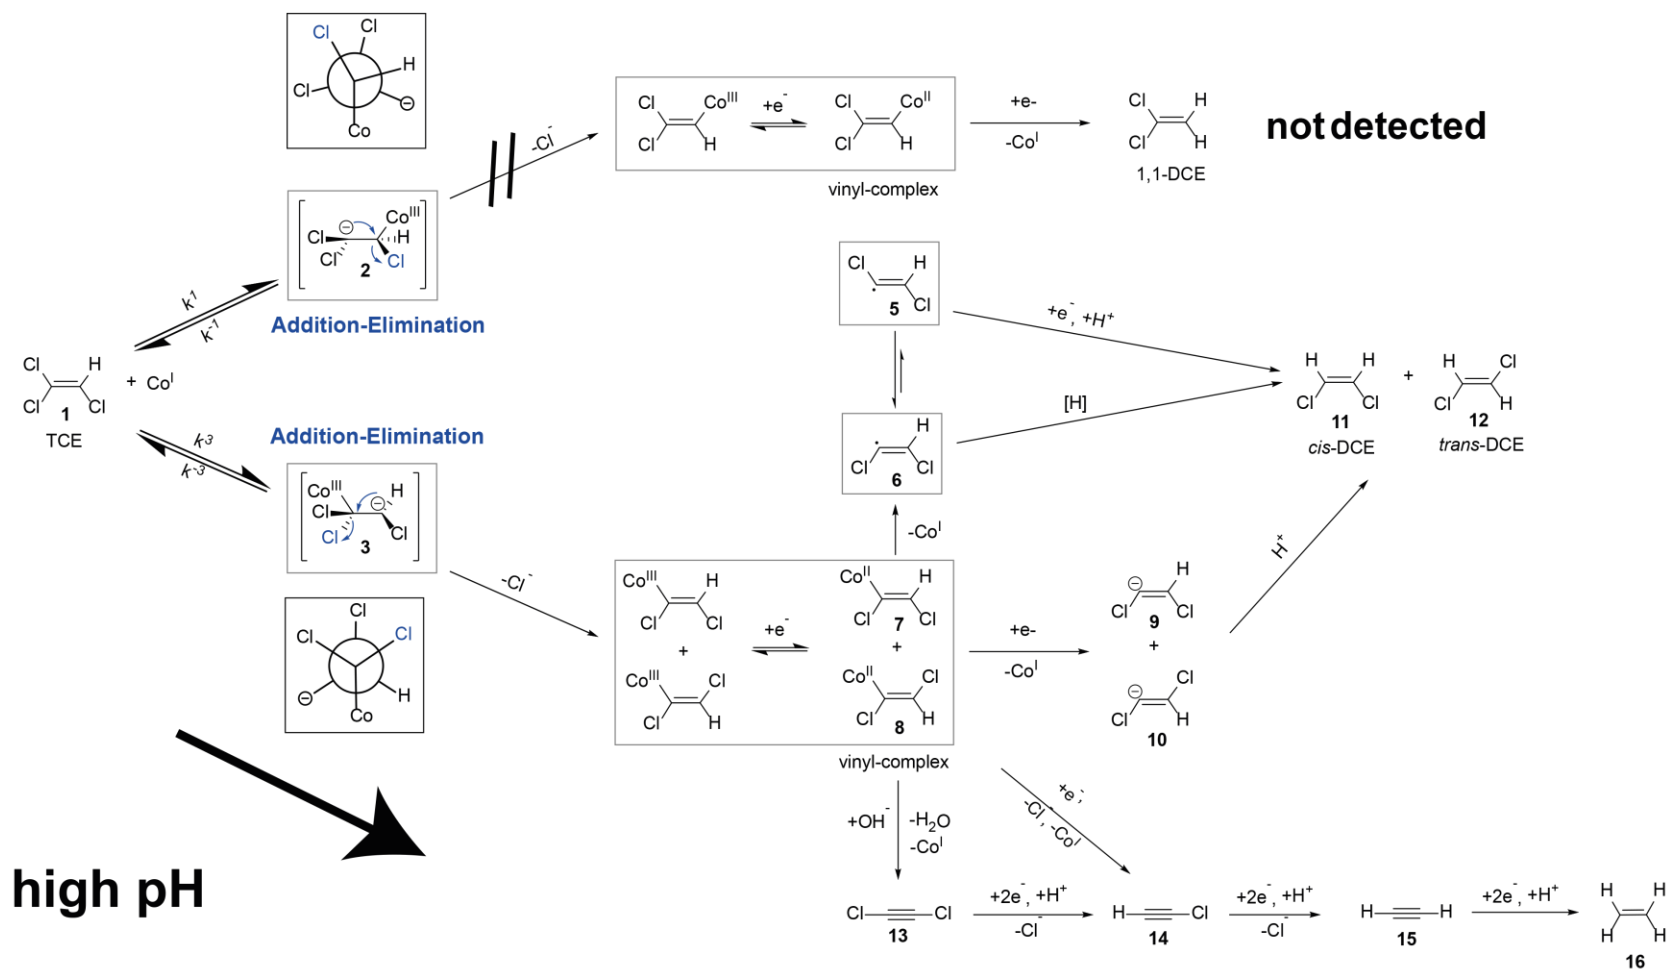 Cl
Cl
H
Cl
⊖
Co
Cl
Co^III
Cl
H
+e^-
Cl
Co^II
Cl
H
+e-
-Co^I
Cl
H
Cl
H
1,1-DCE
not detected
vinyl-complex
-Cl^-
Co^III
⊖
Cl
H
Cl
Cl
2
k^1
k^-1
Addition-Elimination
Cl
H
Cl
Cl
1
TCE
+ Co^I
k^3
k^-3
Addition-Elimination
Co^III
H
⊖
Cl
Cl
Cl
3
Cl
Cl
Cl
⊖
H
Co
-Cl^-
Cl
H
Cl
5
+e^-, +H^+
H
Cl
Cl
6
[H]
-Co^I
H
H
Cl
Cl
11
cis-DCE
+
H
Cl
Cl
H
12
trans-DCE
Co^III
H
Cl
Cl
+
Co^III
Cl
Cl
H
+e^-
Co^II
H
Cl
Cl
7
+
Co^II
Cl
Cl
H
8
vinyl-complex
+e-
-Co^I
⊖
H
Cl
Cl
9
+
⊖
Cl
Cl
H
10
H^+
high pH
+OH^-
-H2O
-Co^I
+e^-,
-Cl^-, -Co^I
Cl
Cl
13
+2e^-, +H^+
-Cl^-
H
Cl
14
+2e^-, +H^+
-Cl^-
H
H
15
+2e^-, +H^+
H
H
H
H
16